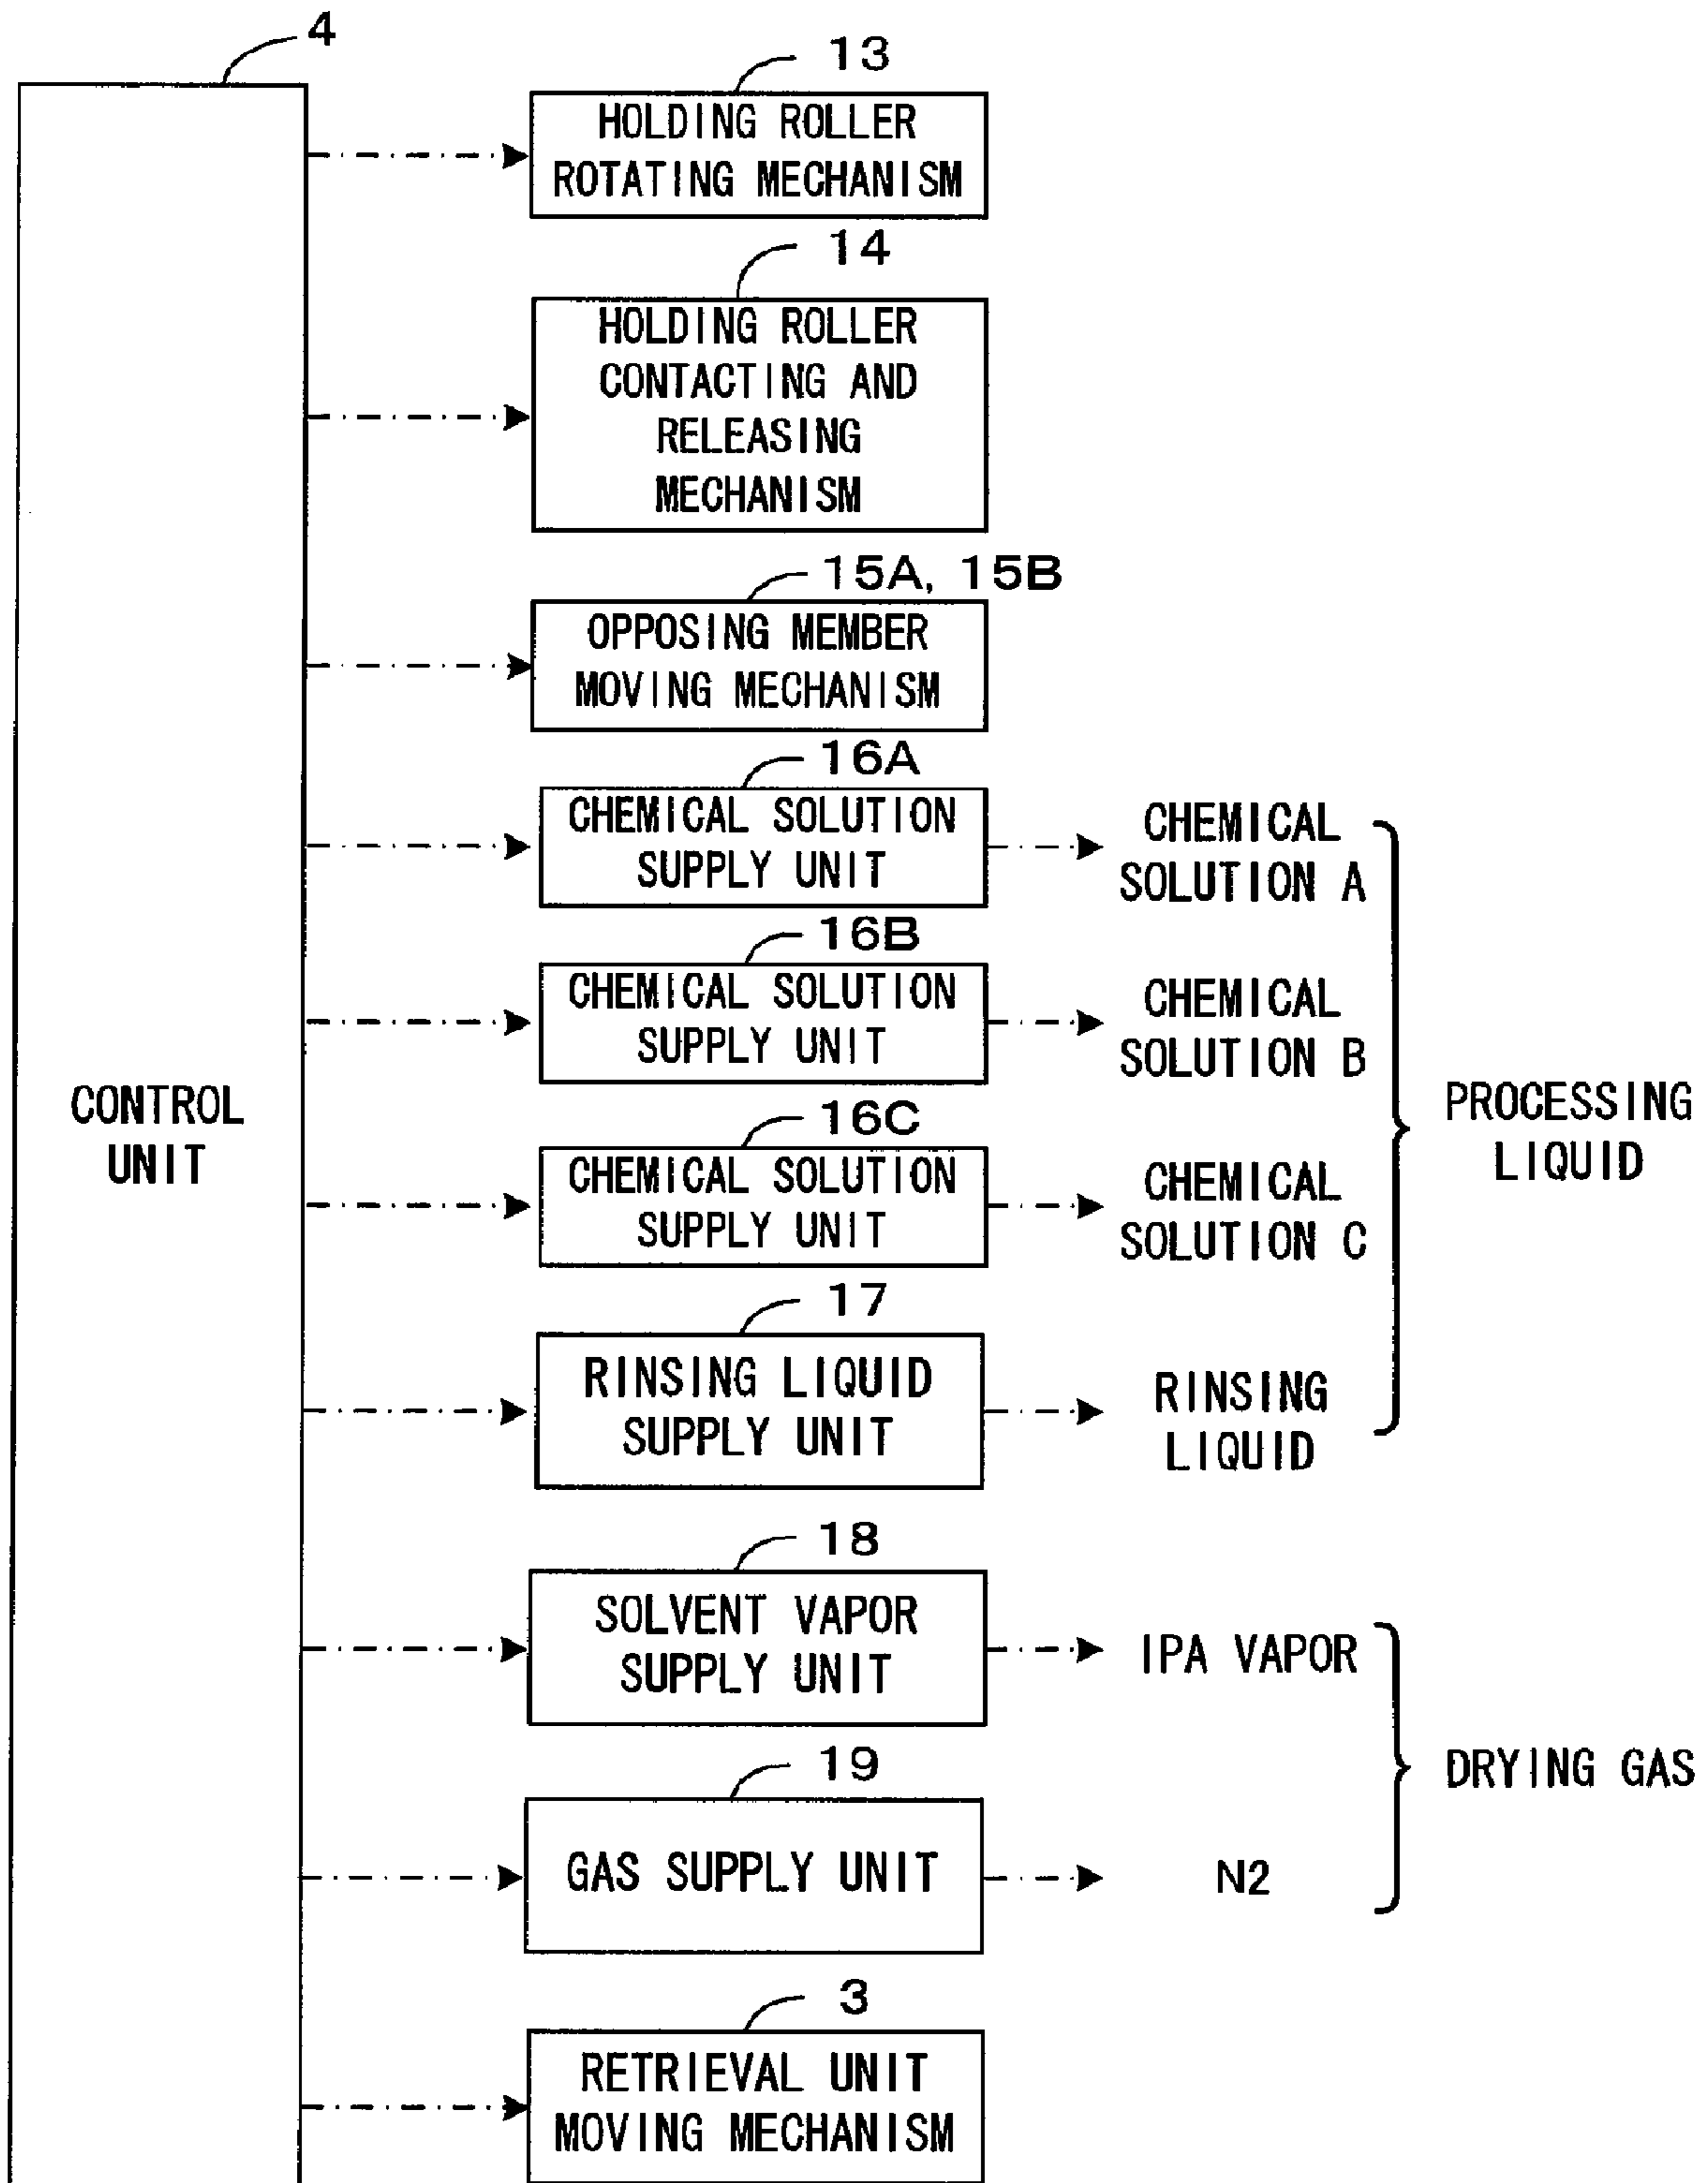 4
13
HOLDING ROLLER
ROTATING MECHANISM
14
HOLDING ROLLER
CONTACTING AND
RELEASING
MECHANISM
15A, 15B
OPPOSING MEMBER
MOVING MECHANISM
16A
CHEMICAL SOLUTION
SUPPLY UNIT
CHEMICAL
SOLUTION A
16B
CHEMICAL SOLUTION
SUPPLY UNIT
CHEMICAL
SOLUTION B
CONTROL
UNIT
PROCESSING
LIQUID
16C
CHEMICAL SOLUTION
SUPPLY UNIT
CHEMICAL
SOLUTION C
17
RINSING LIQUID
SUPPLY UNIT
RINSING
LIQUID
18
SOLVENT VAPOR
SUPPLY UNIT
IPA VAPOR
DRYING GAS
19
GAS SUPPLY UNIT
N2
3
RETRIEVAL UNIT
MOVING MECHANISM